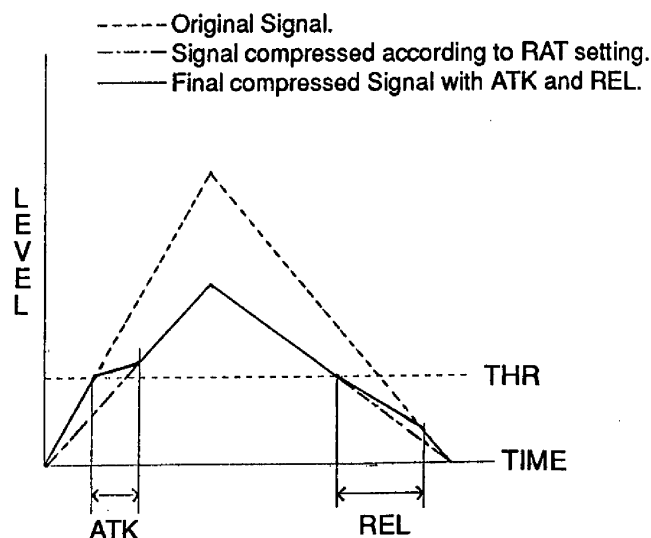 Original Signal.
Signal compressed according to RAT setting.
Final compressed Signal with ATK and REL.
LEVEL
THR
TIME
ATK
REL